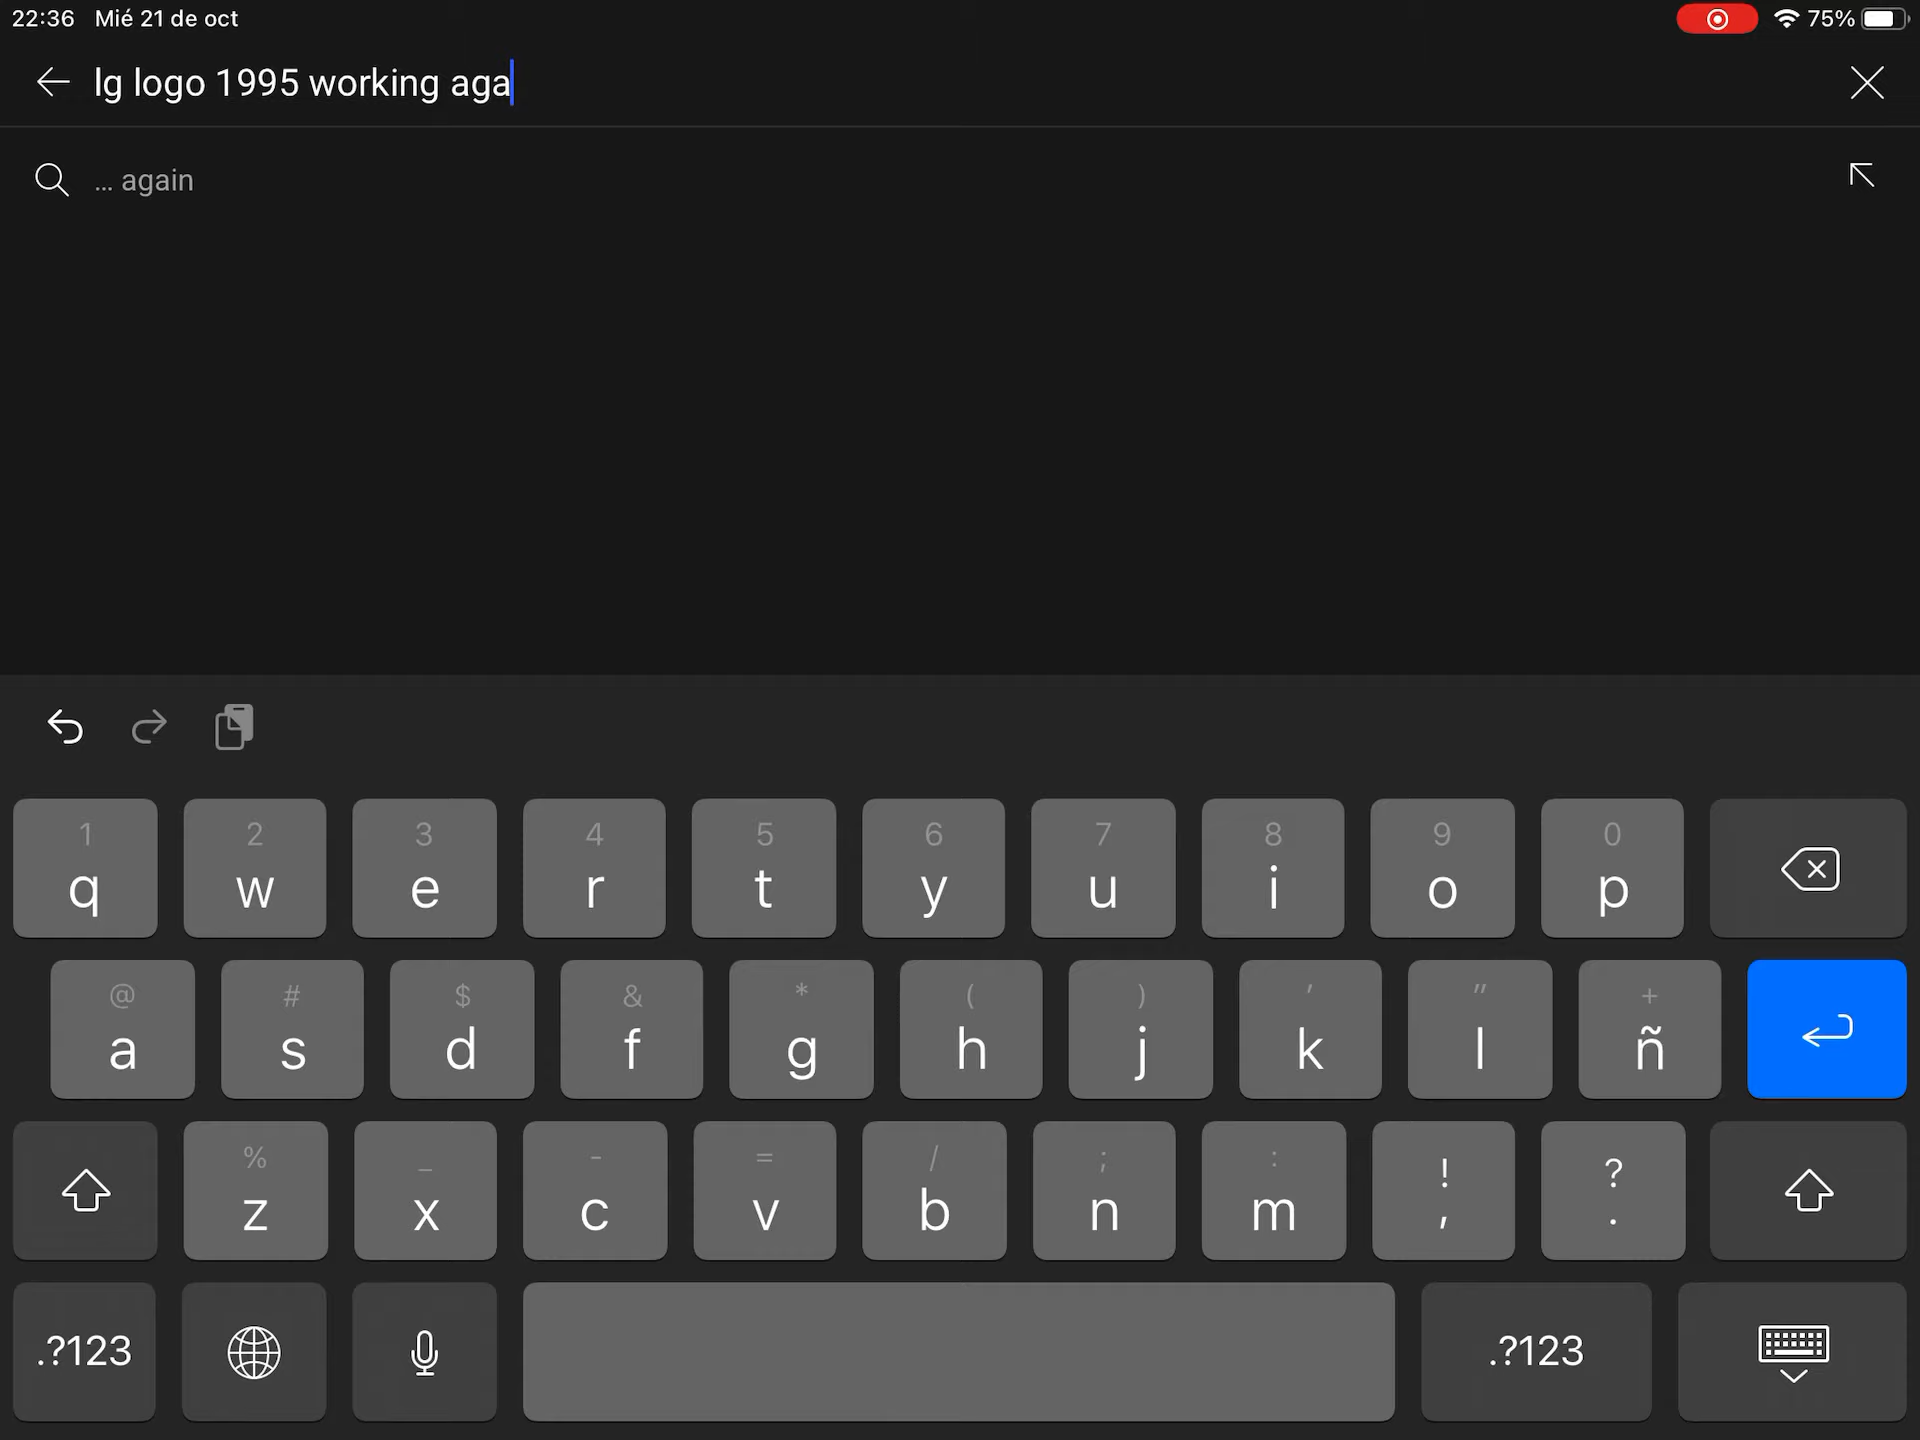 22:36 Mié 21 de oct 75%
lg logo 1995 working aga
... again
1 2 3 4 5 6 7 8 9 0
q w e r t y u i o p
@ # $ & * ( ) ' " +
a s d f g h j k l ñ
% _ - = / ; : ! ?
z x c v b n m , .
.?123 .?123